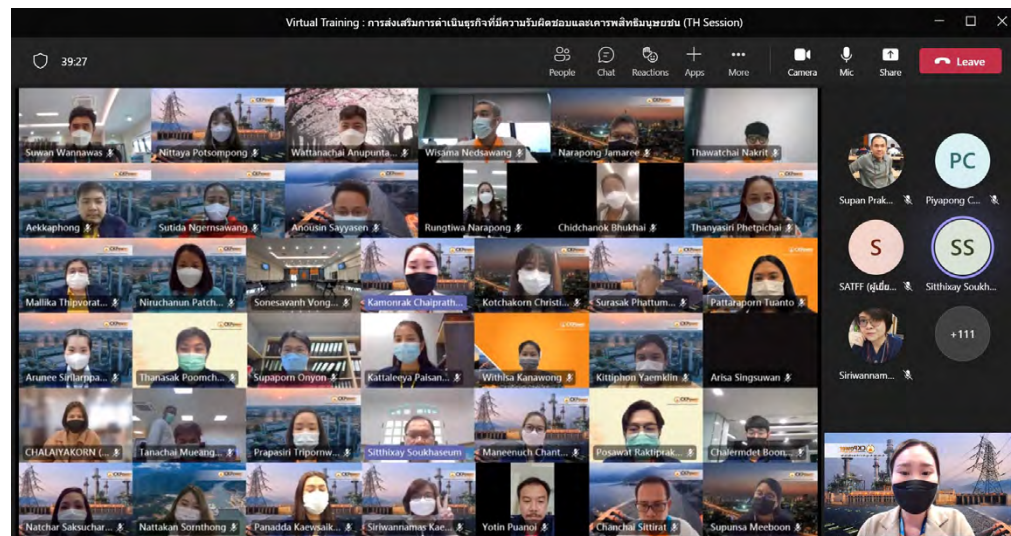 Virtual Training : การส่งเสริมการดำเนินธุรกิจที่มีความรับผิดชอบและเคารพสิทธิมนุษยชน (TH Session)
39:27
People Chat Reactions Apps More Camera Mic Share Leave
Suwan Wannawas Nittaya Potsompong Wattanachai Anupunta... Wisama Nedsawang Narapong Jamaree Thawatchai Nakrit
Supan Prak... PC Piyapong C...
Aekkaphong Sutida Ngernsawang Anousin Sayyasen Rungtiwa Narapong Chidchanok Bhukhai Thanyasiri Phetpichai
S SATFF (ผู้เยี่ย... SS Sitthixay Soukh...
Mallika Thipvorat... Niruchanun Patch... Sonesavanh Vong... Kamonrak Chaiprath... Kotchakorn Christi... Surasak Phattum... Pattaraporn Tuanto
Siriwannam... +111
Arunee Sirilarppa... Thanasak Poomch... Supaporn Onyon Kattaleeya Paisan... Withisa Kanawong Kittiphon Yaemklin Arisa Singsuwan
CHALAIYAKORN (... Tanachai Mueang... Prapasiri Tripornw... Sitthixay Soukhaseum Maneenuch Chant... Posawat Raktiprak... Chalermdet Boon...
Natchar Saksuchar... Nattakan Sornthong Panadda Kaewsaik... Siriwannamas Kae... Yotin Puanoi Chanchai Sittirat Supunsa Meeboon